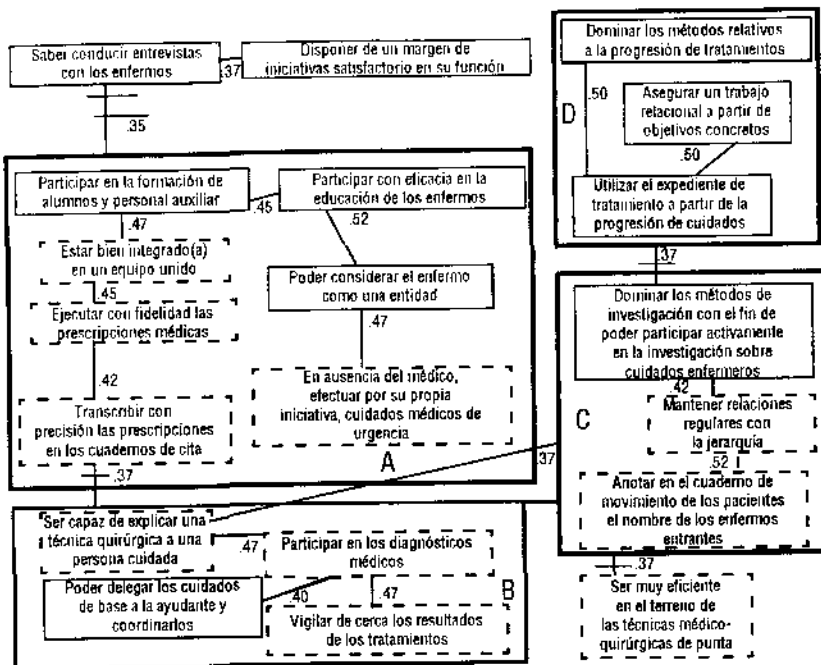 Saber conducir entrevistas
con los enfermos
.37
Disponer de un margen de
iniciativas satisfactorio en su función
.35
Participar en la formación de
alumnos y personal auxiliar
.45
Participar con eficacia en la
educación de los enfermos
.47
.52
Estar bien integrado(a)
en un equipo unido
.45
Poder considerar el enfermo
como una entidad
Ejecutar con fidelidad las
prescripciones médicas
.47
.42
En ausencia del médico,
efectuar por su propia
iniciativa, cuidados médicos de
urgencia
Transcribir con
precisión las prescripciones
en los cuadernos de cita
A
.37
.37
Ser capaz de explicar una
técnica quirúrgica a una
persona cuidada
.47
Participar en los diagnósticos
médicos
Poder delegar los cuidados
de base a la ayudante y
coordinarlos
.40
.47
B
Vigilar de cerca los resultados
de los tratamientos
Dominar los métodos relativos
a la progresión de tratamientos
.50
D
Asegurar un trabajo
relacional a partir de
objetivos concretos
.50
Utilizar el expediente de
tratamiento a partir de la
progresión de cuidados
.37
Dominar los métodos de
investigación con el fin de
poder participar activamente
en la investigación sobre
cuidados enfermeros
.42
C
Mantener relaciones
regulares con
la jerarquía
.52
Anotar en el cuaderno de
movimiento de los pacientes
el nombre de los enfermos
entrantes
.37
Ser muy eficiente
en el terreno de
las técnicas médico-
quirúrgicas de punta